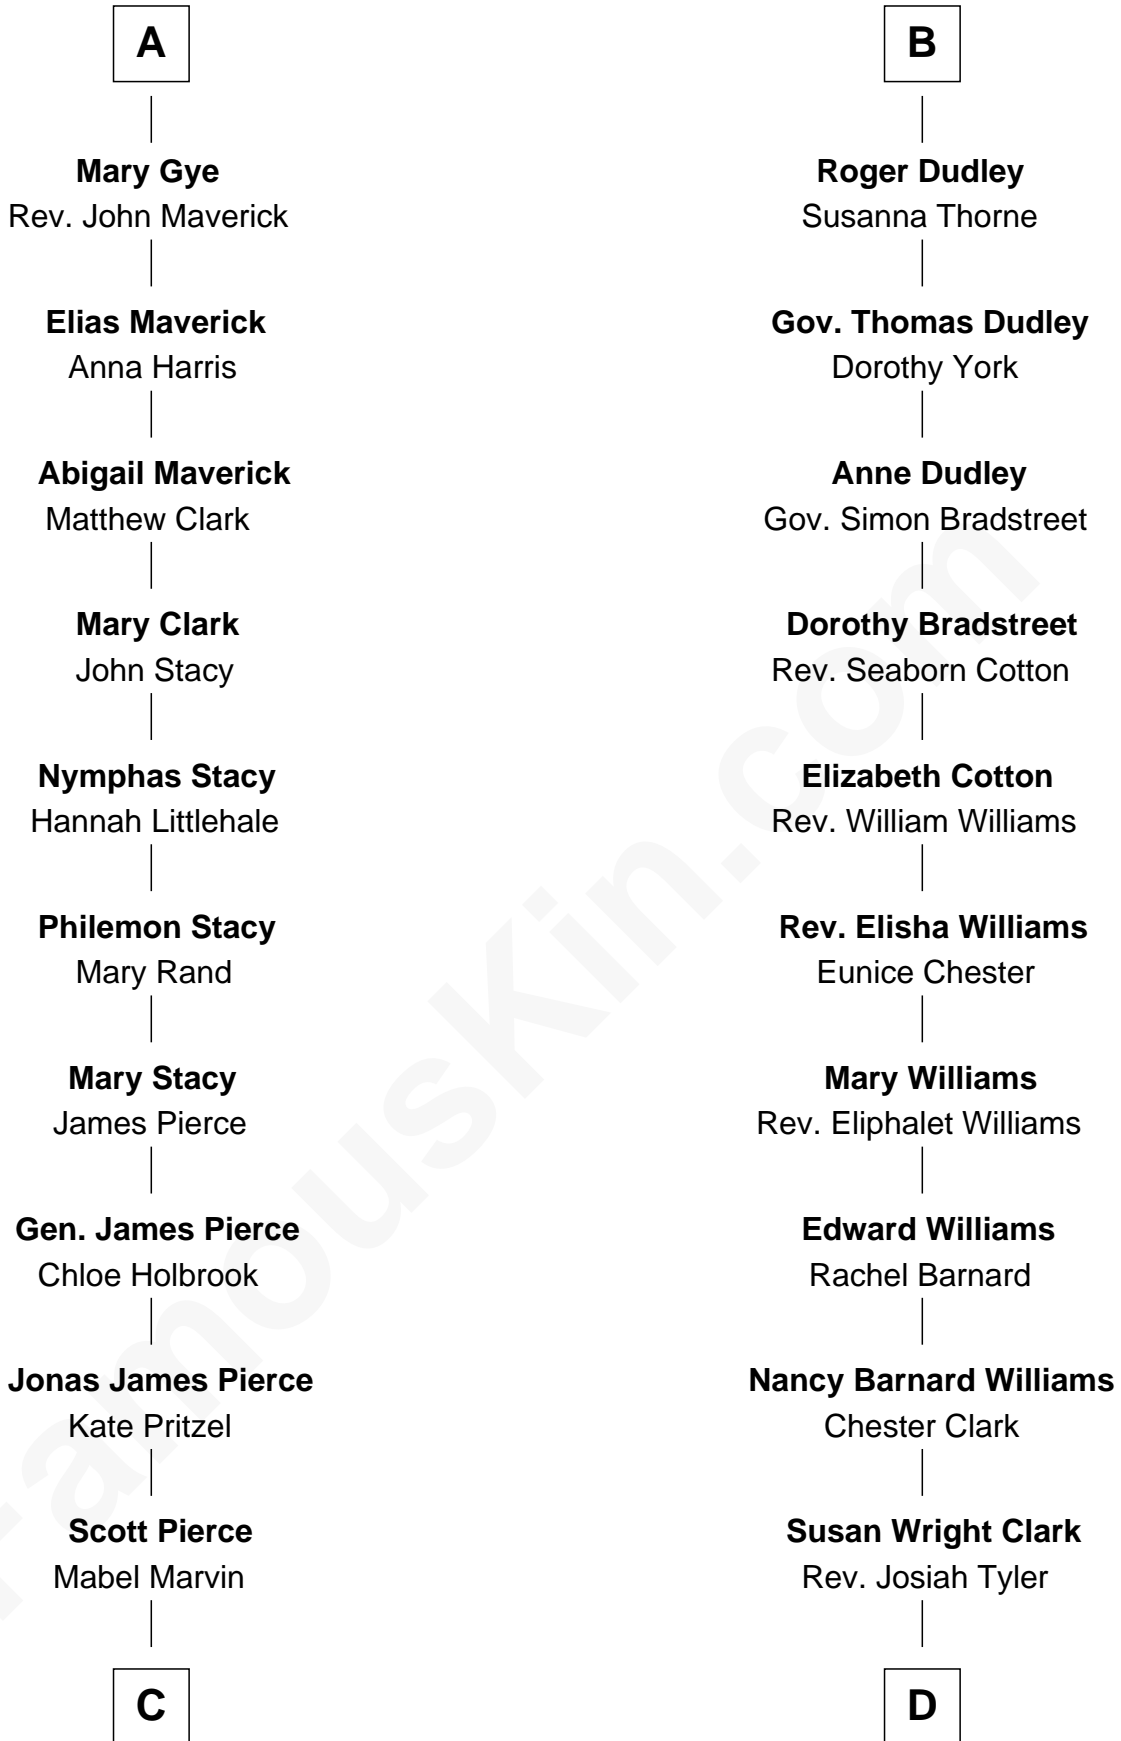 A
Mary Gye
Rev. John Maverick
Elias Maverick
Anna Harris
Abigail Maverick
Matthew Clark
Mary Clark
John Stacy
Nymphas Stacy
Hannah Littlehale
Philemon Stacy
Mary Rand
Mary Stacy
James Pierce
Gen. James Pierce
Chloe Holbrook
Jonas James Pierce
Kate Pritzel
Scott Pierce
Mabel Marvin
C
B
Roger Dudley
Susanna Thorne
Gov. Thomas Dudley
Dorothy York
Anne Dudley
Gov. Simon Bradstreet
Dorothy Bradstreet
Rev. Seaborn Cotton
Elizabeth Cotton
Rev. William Williams
Rev. Elisha Williams
Eunice Chester
Mary Williams
Rev. Eliphalet Williams
Edward Williams
Rachel Barnard
Nancy Barnard Williams
Chester Clark
Susan Wright Clark
Rev. Josiah Tyler
D
FamousKin.com